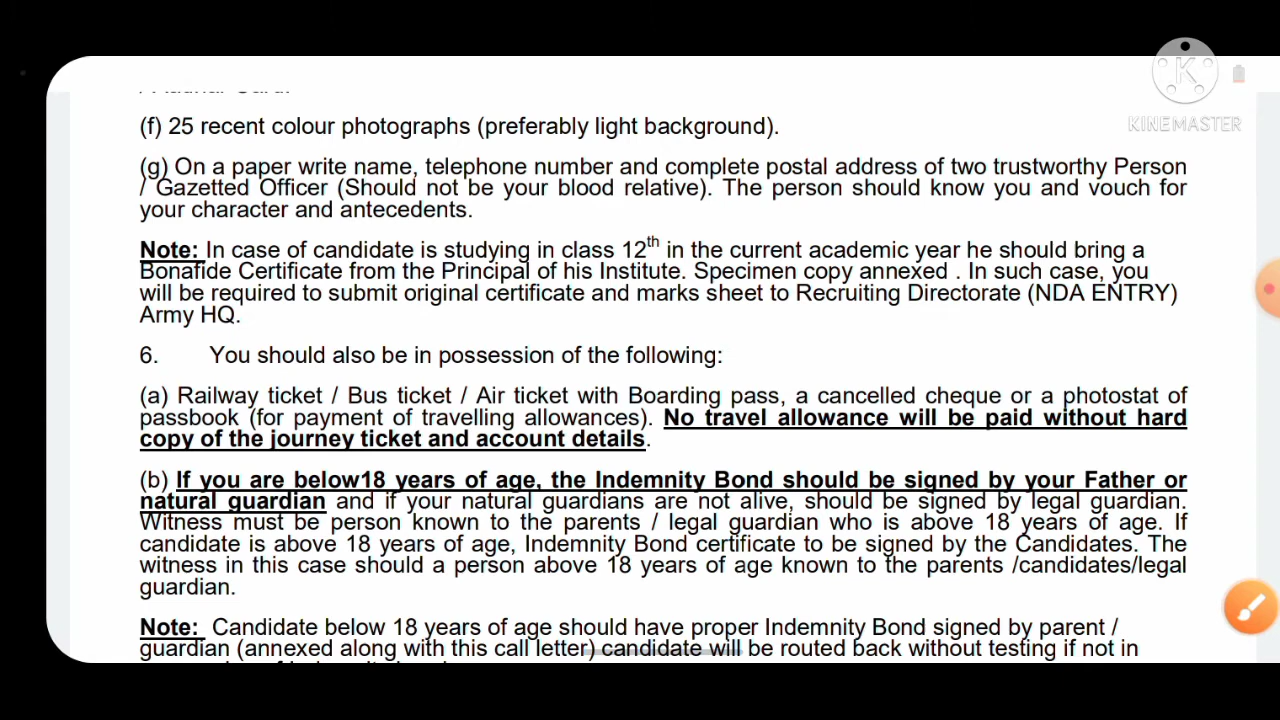 (f) 25 recent colour photographs (preferably light background).
(g) On a paper write name, telephone number and complete postal address of two trustworthy Person
/ Gazetted Officer (Should not be your blood relative). The person should know you and vouch for
your character and antecedents.
Note: In case of candidate is studying in class 12th in the current academic year he should bring a
Bonafide Certificate from the Principal of his Institute. Specimen copy annexed . In such case, you
will be required to submit original certificate and marks sheet to Recruiting Directorate (NDA ENTRY)
Army HQ.
6. You should also be in possession of the following:
(a) Railway ticket / Bus ticket / Air ticket with Boarding pass, a cancelled cheque or a photostat of
passbook (for payment of travelling allowances). No travel allowance will be paid without hard
copy of the journey ticket and account details.
(b) If you are below18 years of age, the Indemnity Bond should be signed by your Father or
natural guardian and if your natural guardians are not alive, should be signed by legal guardian.
Witness must be person known to the parents / legal guardian who is above 18 years of age. If
candidate is above 18 years of age, Indemnity Bond certificate to be signed by the Candidates. The
witness in this case should a person above 18 years of age known to the parents /candidates/legal
guardian.
Note: Candidate below 18 years of age should have proper Indemnity Bond signed by parent /
guardian (annexed along with this call letter) candidate will be routed back without testing if not in
K
KINEMASTER